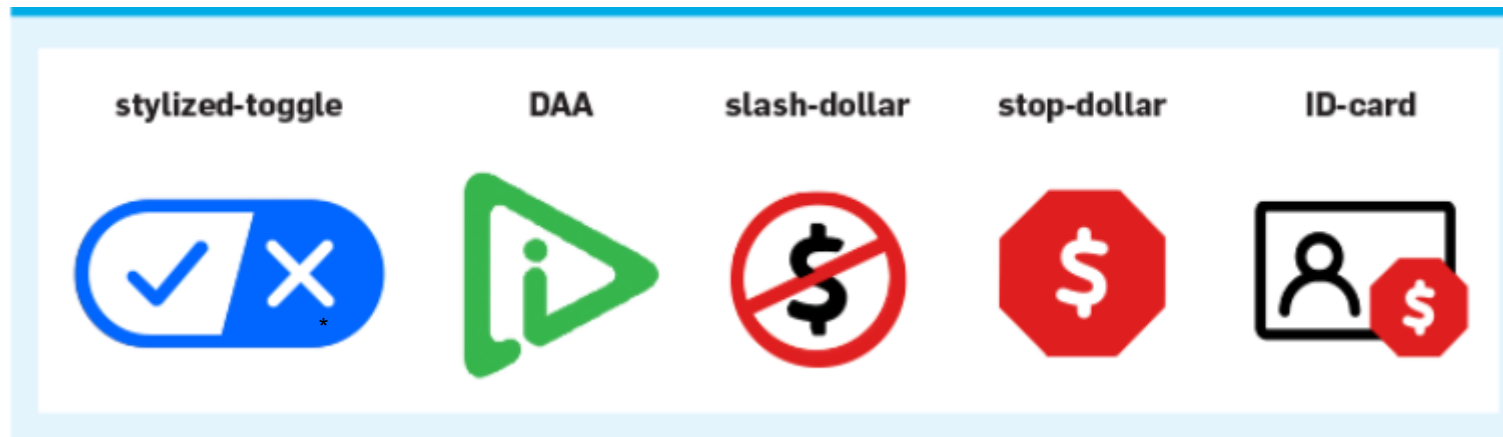 stylized-toggle DAA slash-dollar stop-dollar ID-card
i $ $ $
*